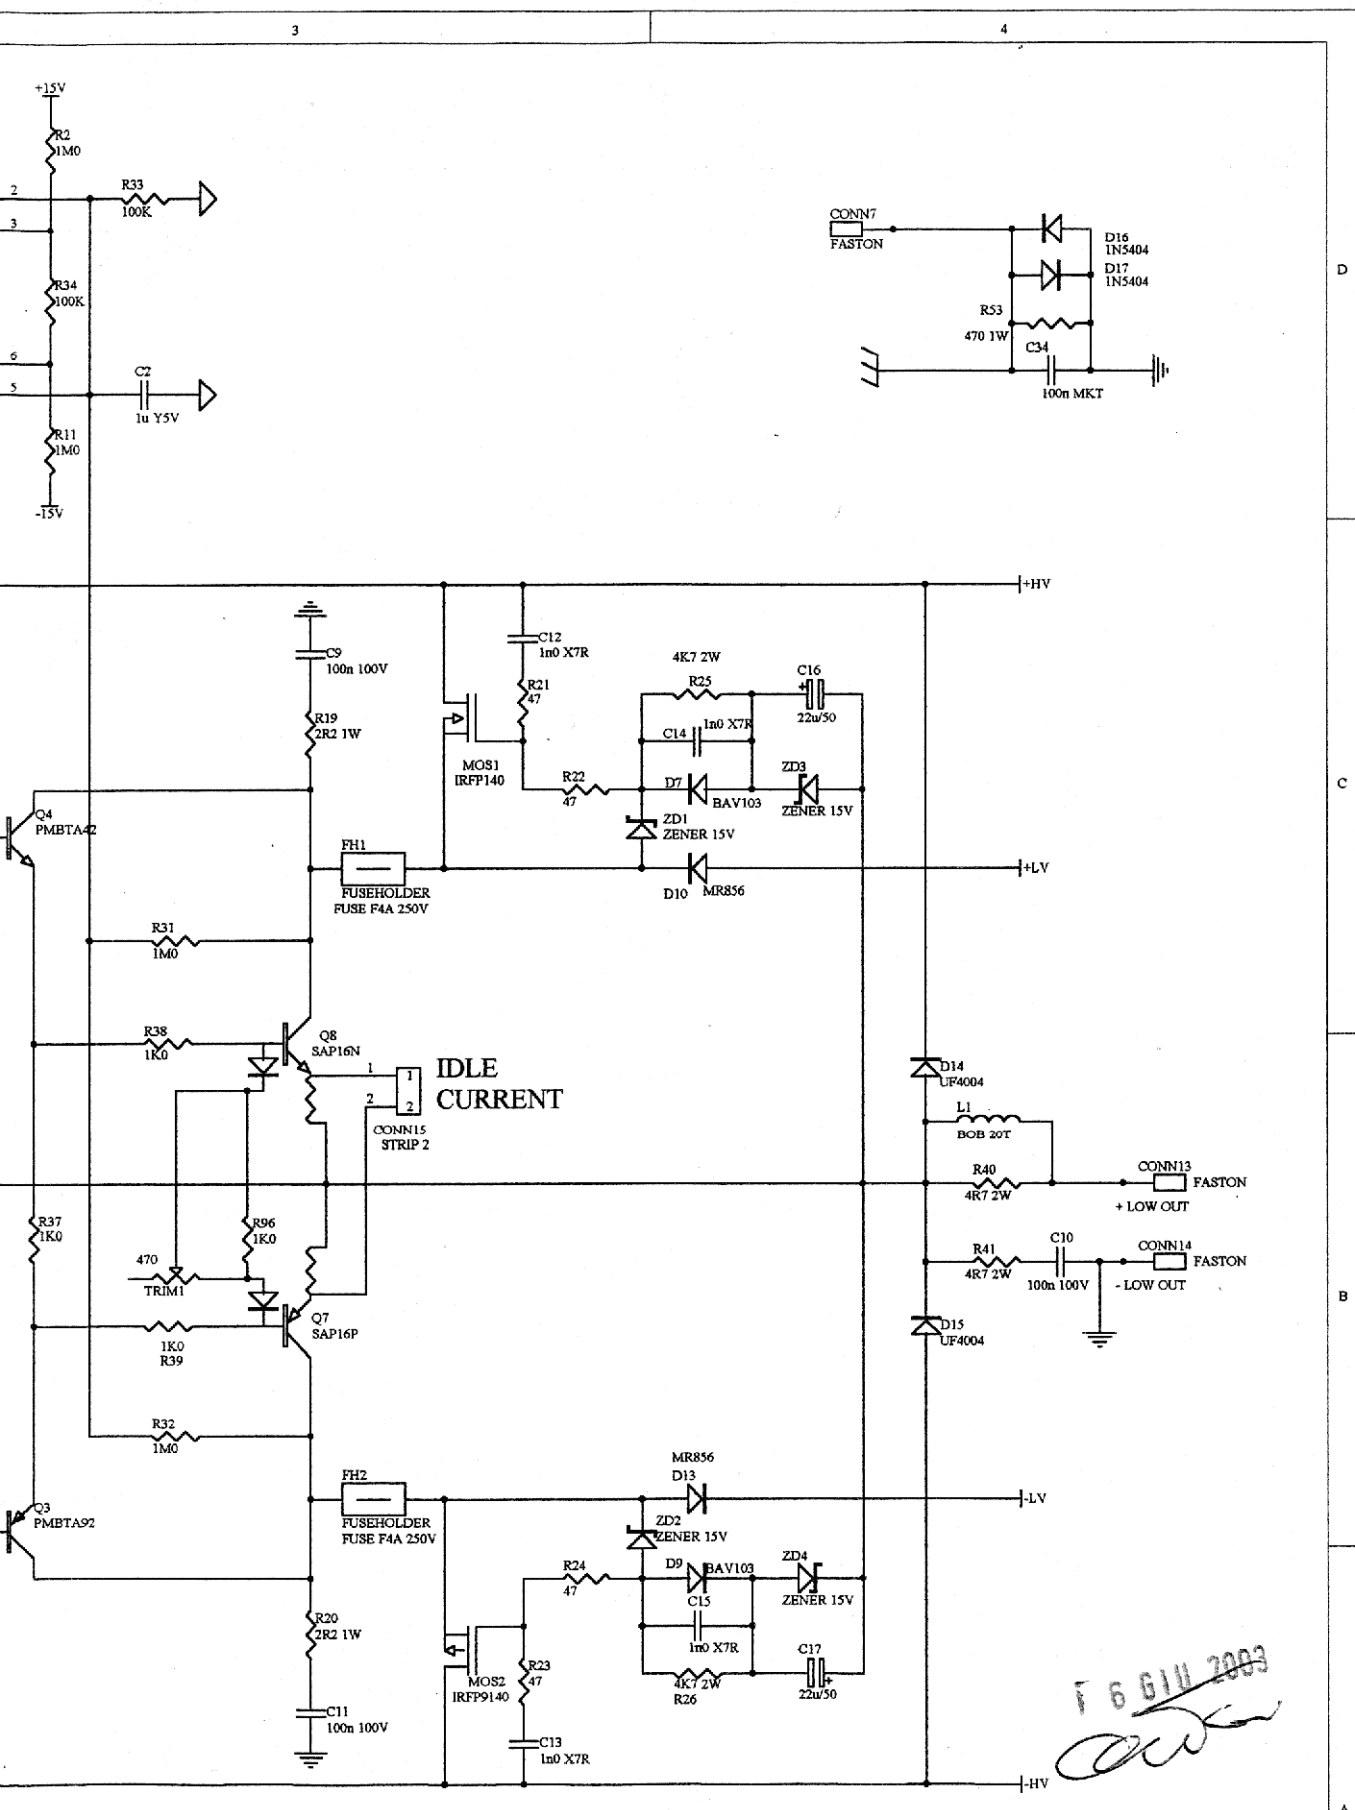 3
4
+15V
R2
1M0
2
R33
100K
3
CONN7
FASTON
D16
1N5404
D17
1N5404
D
R34
100K
R53
470 1W
C34
100n MKT
6
5
C2
1u Y5V
R11
1M0
-15V
+HV
C9
100n 100V
C12
1n0 X7R
R21
47
4K7 2W
R25
C16
+
22u/50
R19
2R2 1W
1n0 X7R
C14
MOS1
IRFP140
R22
47
D7
BAV103
ZD3
ZENER 15V
C
Q4
PMBTA42
ZD1
ZENER 15V
FH1
FUSEHOLDER
FUSE F4A 250V
D10
MR856
+LV
R31
1M0
R38
1K0
Q8
SAP16N
1
1
2
2
IDLE
CURRENT
CONN15
STRIP 2
D14
UF4004
L1
BOB 20T
R40
4R7 2W
CONN13
FASTON
+ LOW OUT
R37
1K0
R96
1K0
470
TRIM1
R41
4R7 2W
C10
100n 100V
CONN14
FASTON
- LOW OUT
B
Q7
SAP16P
1K0
R39
D15
UF4004
R32
1M0
FH2
FUSEHOLDER
FUSE F4A 250V
MR856
D13
-LV
Q3
PMBTA92
ZD2
ZENER 15V
R24
47
D9
BAV103
ZD4
ZENER 15V
C15
1n0 X7R
R20
2R2 1W
MOS2
IRFP9140
R23
47
4K7 2W
R26
C17
+
22u/50
C11
100n 100V
C13
1n0 X7R
-HV
6 GIU 2003
A